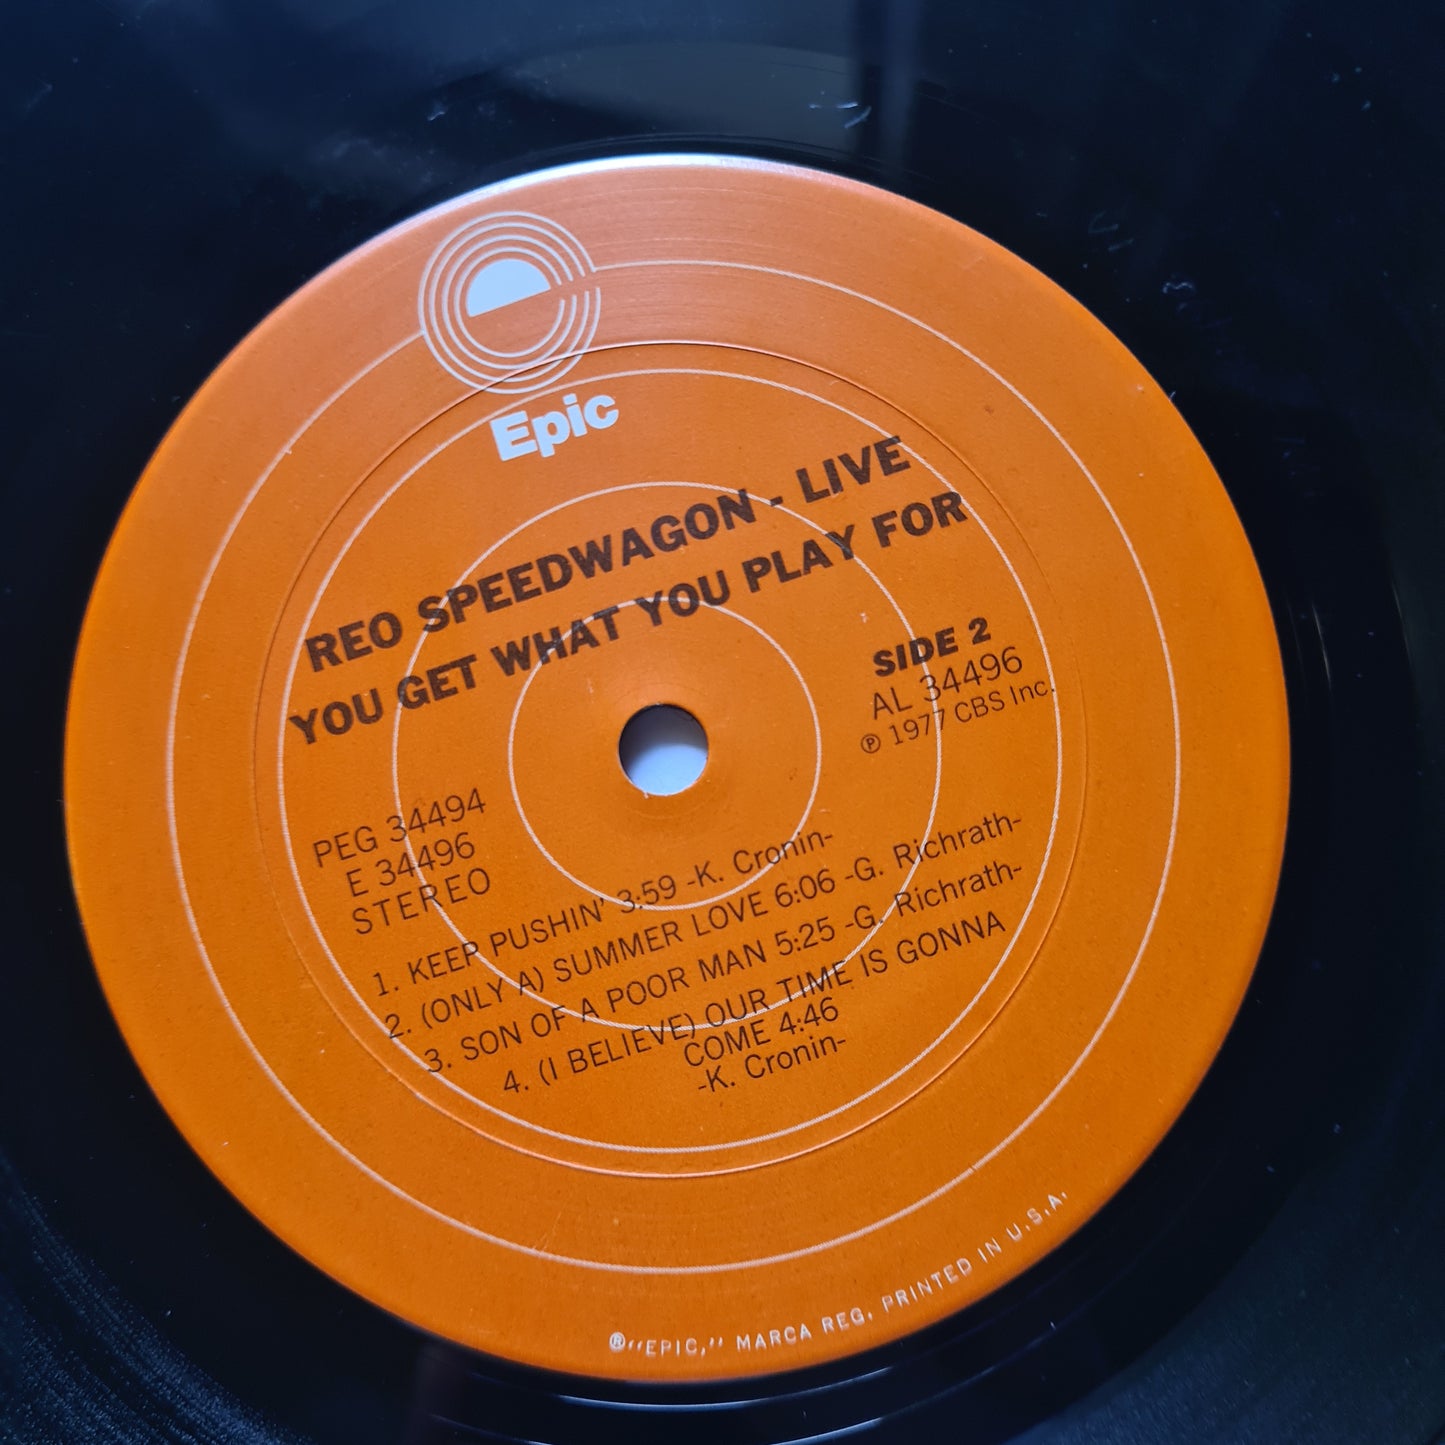 Epic
REO SPEEDWAGON - LIVE
YOU GET WHAT YOU PLAY FOR
SIDE 2
AL 34496
℗ 1977 CBS Inc.
PEG 34494
E 34496
STEREO
1. KEEP PUSHIN' 3:59 -K. Cronin-
2. (ONLY A) SUMMER LOVE 6:06 -G. Richrath-
3. SON OF A POOR MAN 5:25 -G. Richrath-
4. (I BELIEVE) OUR TIME IS GONNA
COME 4:46
-K. Cronin-
® "EPIC," MARCA REG. PRINTED IN U.S.A.